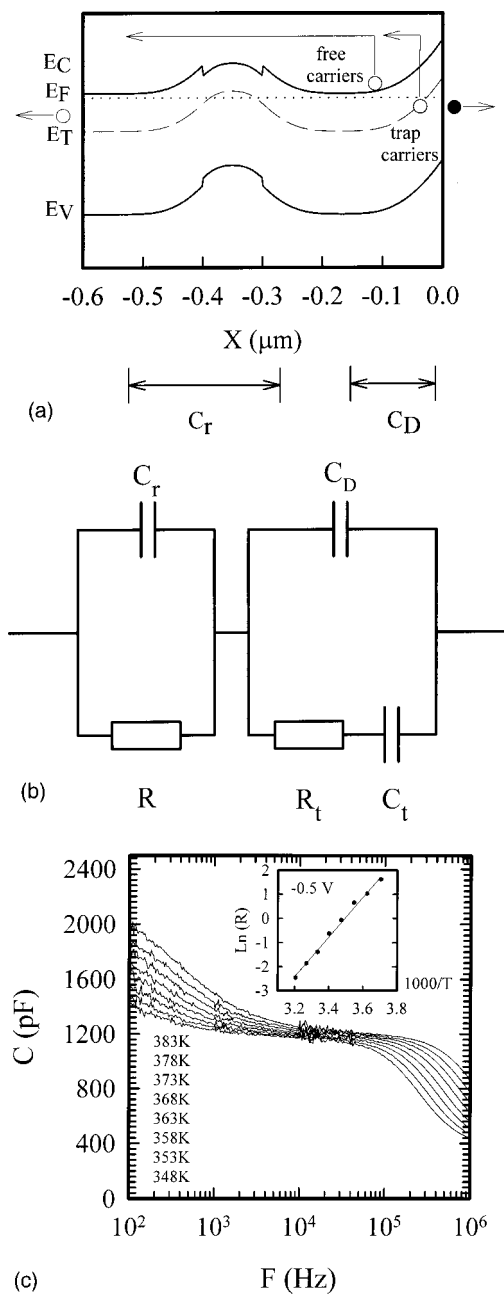 free
carriers
E_C
E_F
E_T
trap
carriers
E_V
-0.6 -0.5 -0.4 -0.3 -0.2 -0.1 0.0
X (μm)
(a)
C_r
C_D
C_r
C_D
R
R_t
C_t
(b)
2400
2000
1600
1200
800
400
0
C (pF)
-0.5 V
2
1
0
-1
-2
-3
Ln (R)
3.2 3.4 3.6 3.8
1000/T
383K
378K
373K
368K
363K
358K
353K
348K
10^2 10^3 10^4 10^5 10^6
F (Hz)
(c)